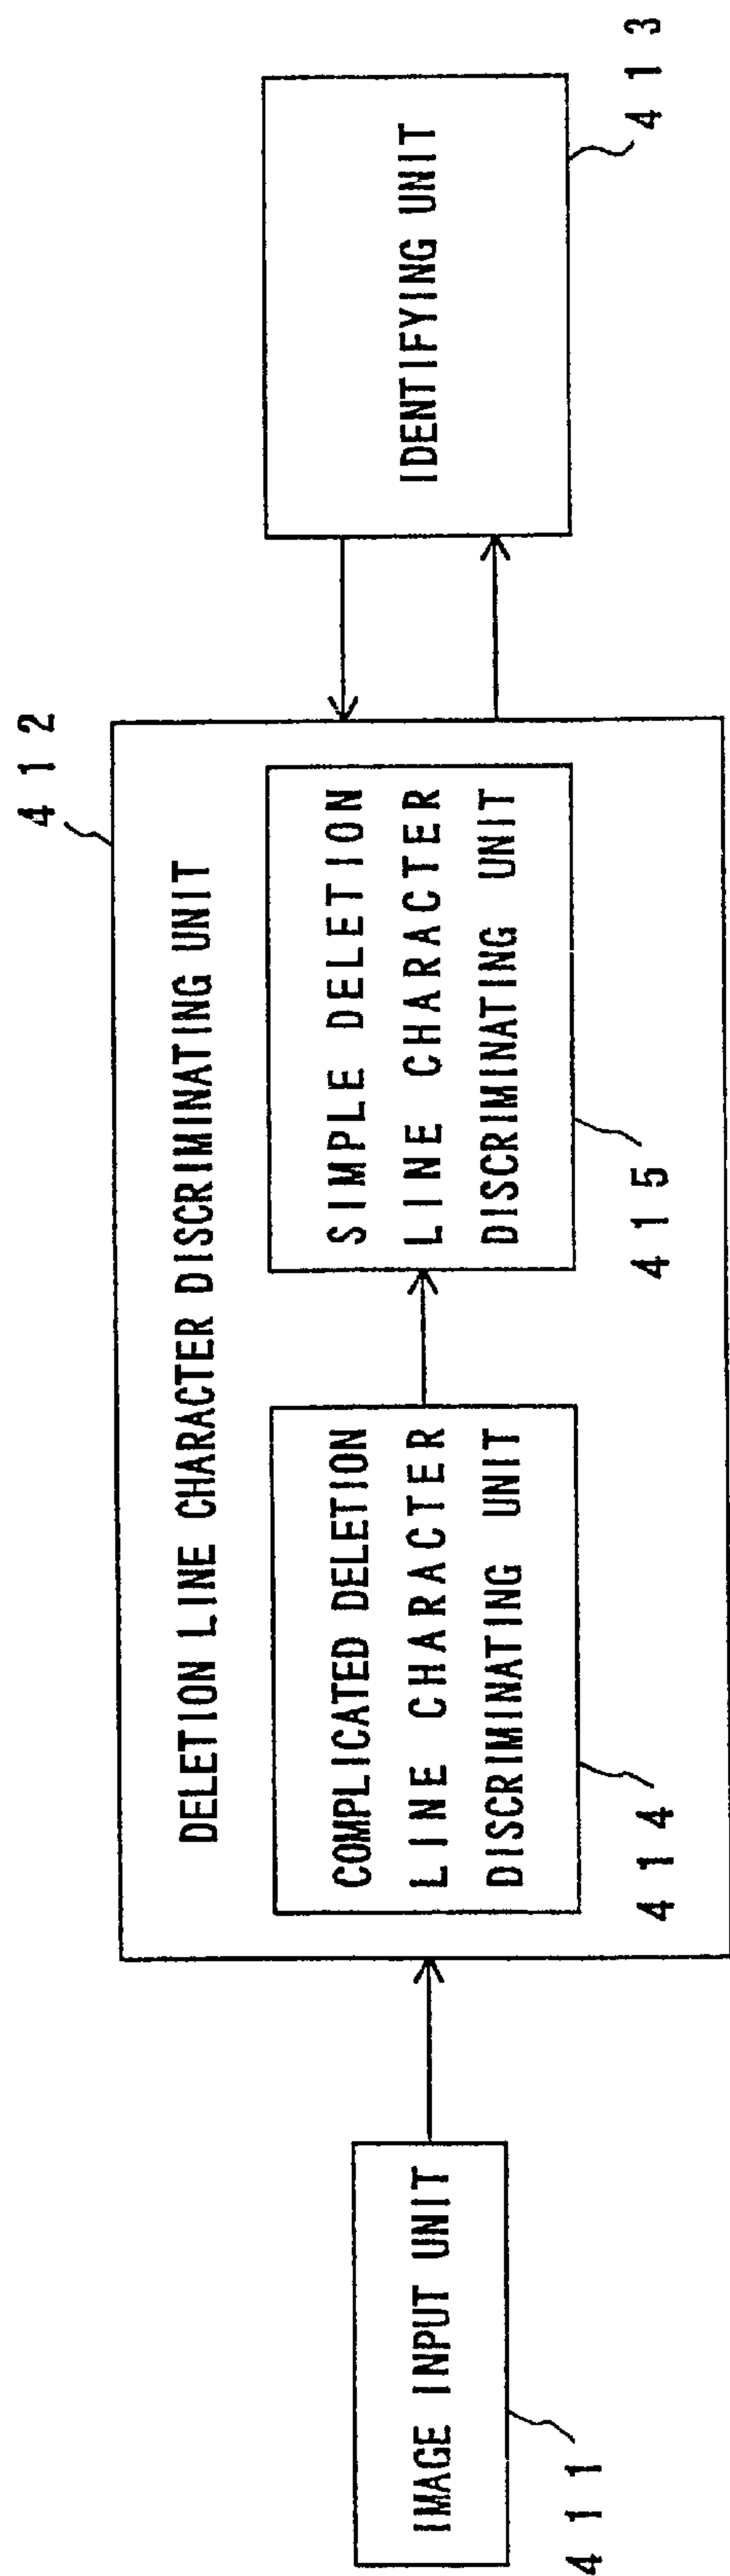 IMAGE INPUT UNIT
411
DELETION LINE CHARACTER DISCRIMINATING UNIT
412
COMPLICATED DELETION
LINE CHARACTER
DISCRIMINATING UNIT
414
SIMPLE DELETION
LINE CHARACTER
DISCRIMINATING UNIT
415
IDENTIFYING UNIT
413